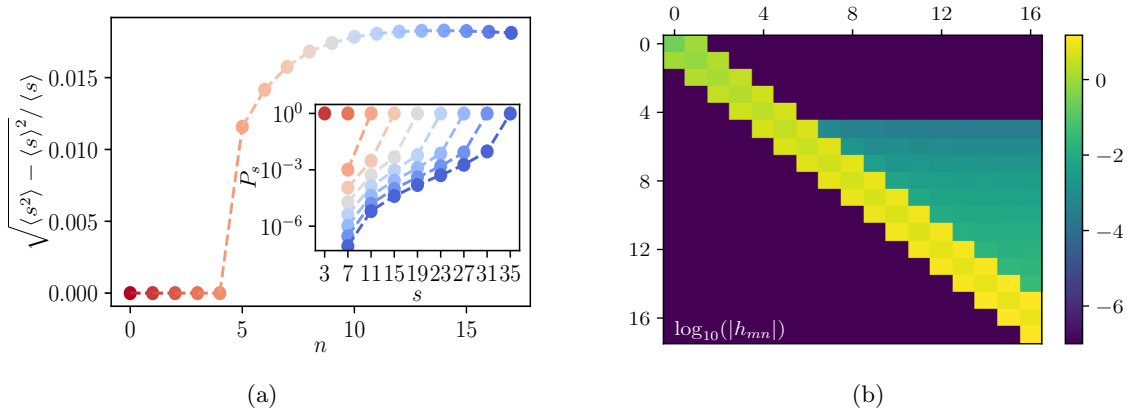 0 4 8 12 16
√⟨s²⟩ − ⟨s⟩² / ⟨s⟩
0.015
0.010
0.005
0.000
0 5 10 15
n
P_s
10⁰
10⁻³
10⁻⁶
3 7 11 15 19 23 27 31 35
s
0
4
8
12
16
log₁₀(|h_mn|)
0
−2
−4
−6
(a)
(b)